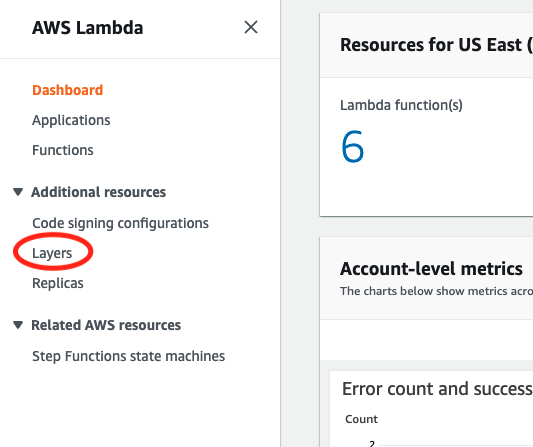 AWS Lambda
Dashboard
Applications
Functions
Additional resources
Code signing configurations
Layers
Replicas
Related AWS resources
Step Functions state machines
Resources for US East (
Lambda function(s)
6
Account-level metrics
The charts below show metrics acro
Error count and success
Count
2